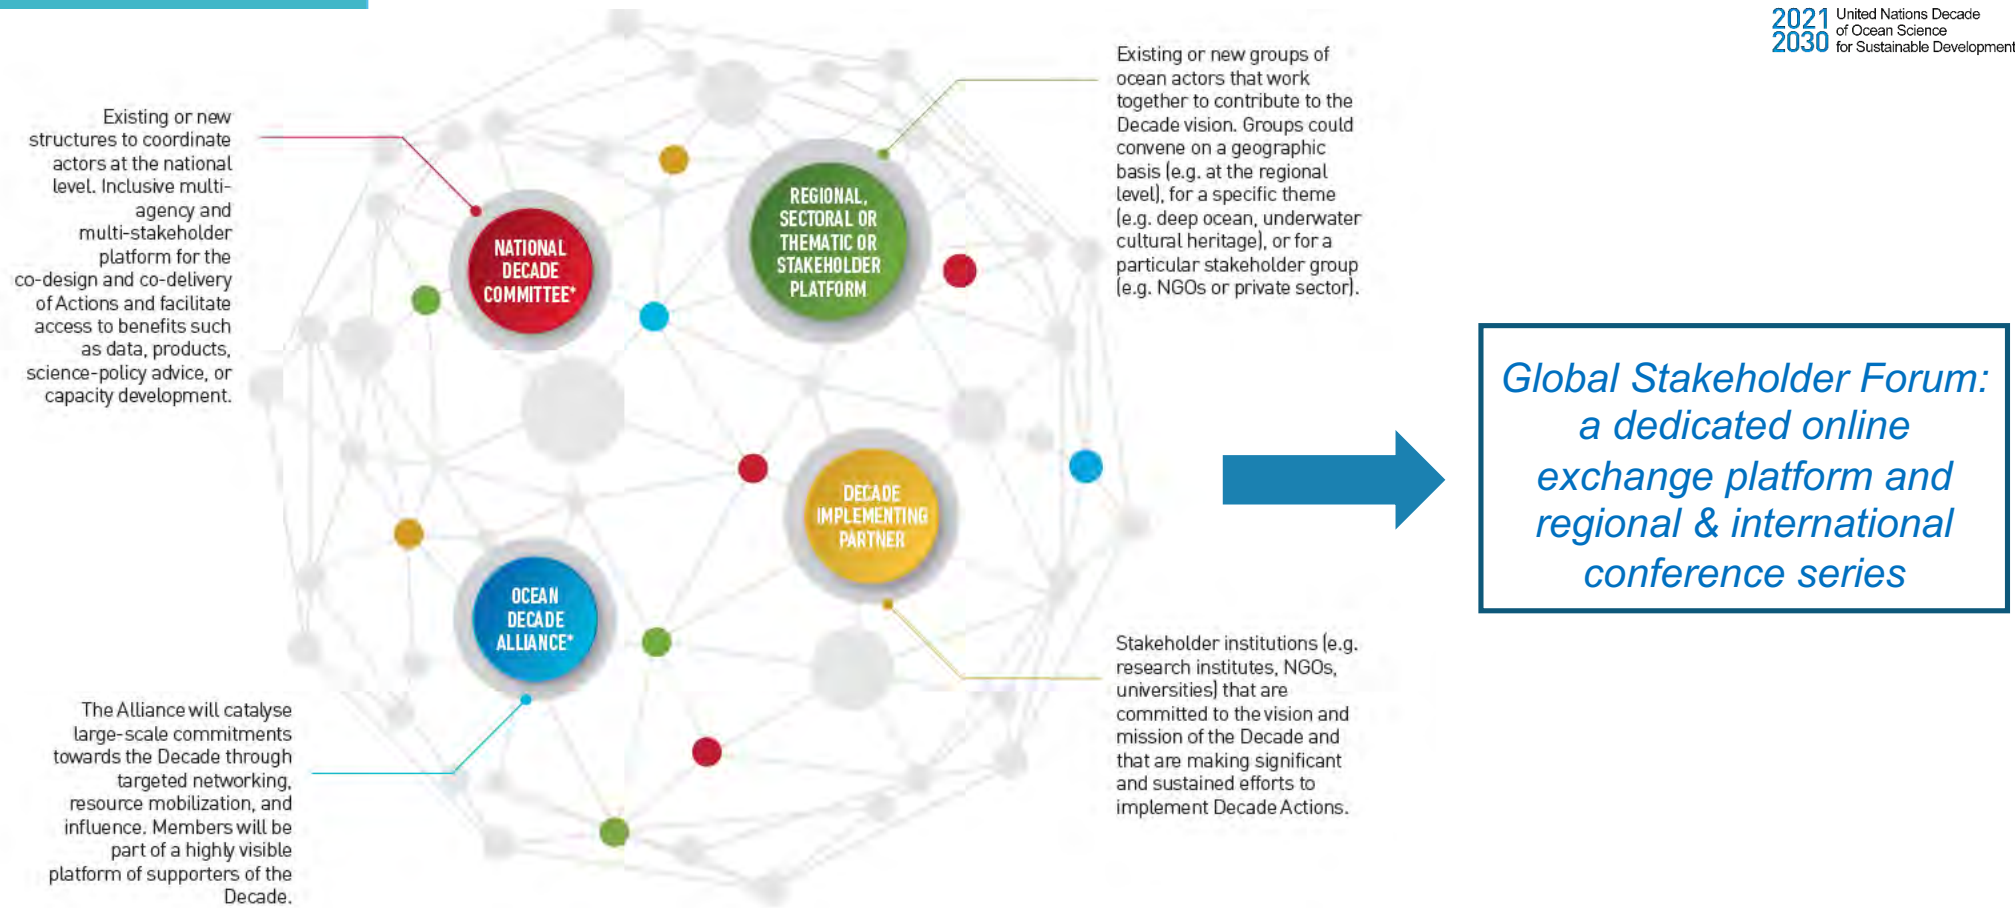 2021
2030
United Nations Decade
of Ocean Science
for Sustainable Development
Existing or new
structures to coordinate
actors at the national
level. Inclusive multi-
agency and
multi-stakeholder
platform for the
co-design and co-delivery
of Actions and facilitate
access to benefits such
as data, products,
science-policy advice, or
capacity development.
NATIONAL
DECADE
COMMITTEE*
REGIONAL,
SECTORAL OR
THEMATIC OR
STAKEHOLDER
PLATFORM
Existing or new groups of
ocean actors that work
together to contribute to the
Decade vision. Groups could
convene on a geographic
basis (e.g. at the regional
level), for a specific theme
(e.g. deep ocean, underwater
cultural heritage), or for a
particular stakeholder group
(e.g. NGOs or private sector).
Global Stakeholder Forum:
a dedicated online
exchange platform and
regional & international
conference series
OCEAN
DECADE
ALLIANCE*
DECADE
IMPLEMENTING
PARTNER
The Alliance will catalyse
large-scale commitments
towards the Decade through
targeted networking,
resource mobilization, and
influence. Members will be
part of a highly visible
platform of supporters of the
Decade.
Stakeholder institutions (e.g.
research institutes, NGOs,
universities) that are
committed to the vision and
mission of the Decade and
that are making significant
and sustained efforts to
implement Decade Actions.